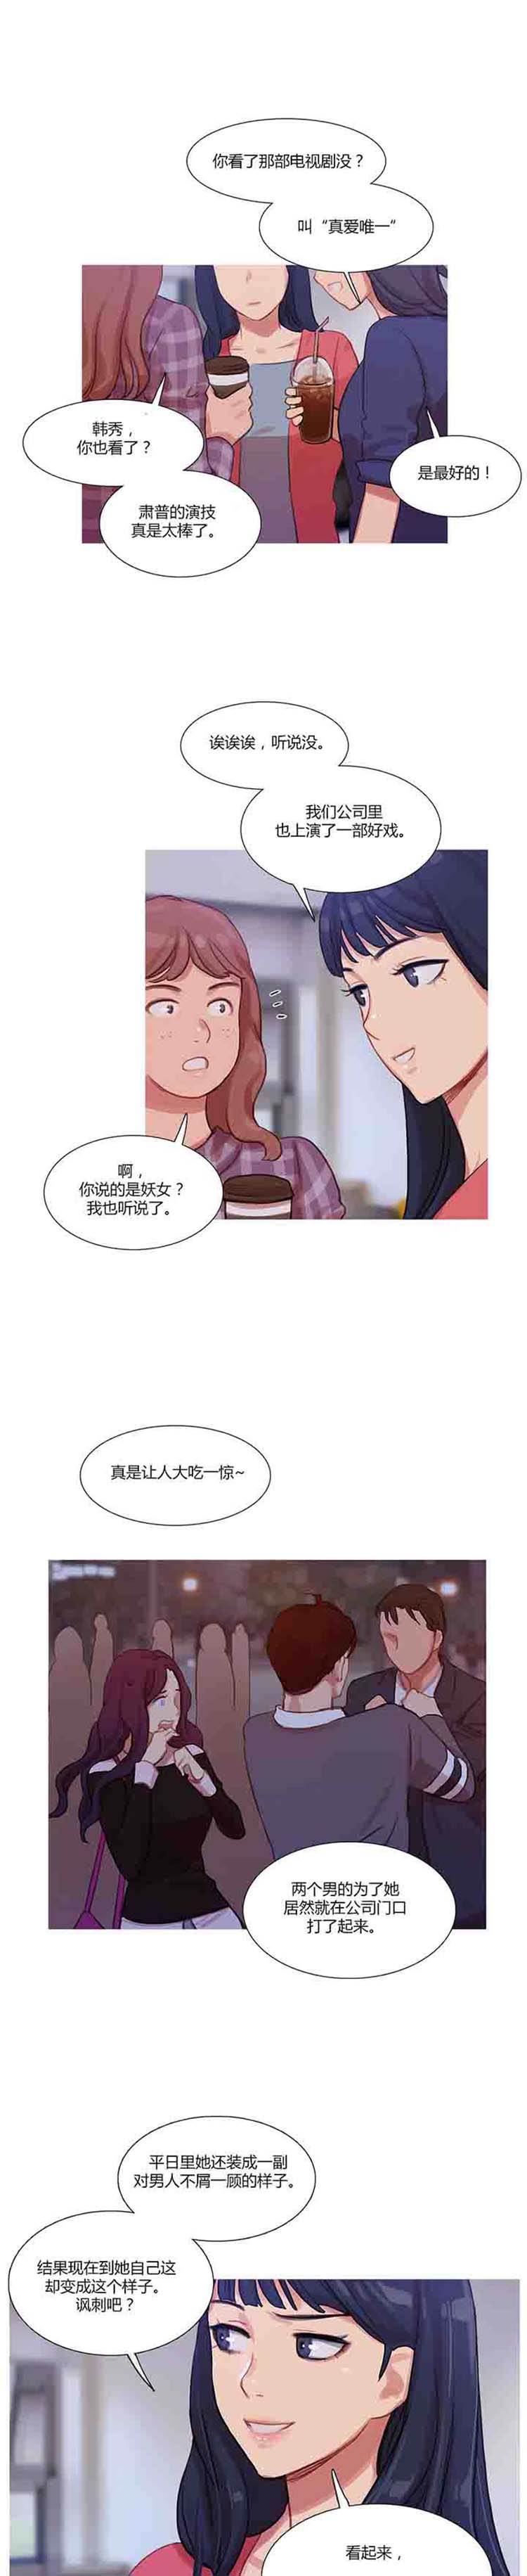 你看了那部电视剧没？
叫“真爱唯一“
韩秀，
你也看了？
是最好的！
肃普的演技
真是太棒了。
诶诶诶，听说没。
我们公司里
也上演了一部好戏。
啊，
你说的是妖女？
我也听说了。
真是让人大吃一惊~
两个男的为了她
居然就在公司门口
打了起来。
平日里她还装成一副
对男人不屑一顾的样子。
结果现在到她自己这
却变成这个样子。
讽刺吧？
看起来，